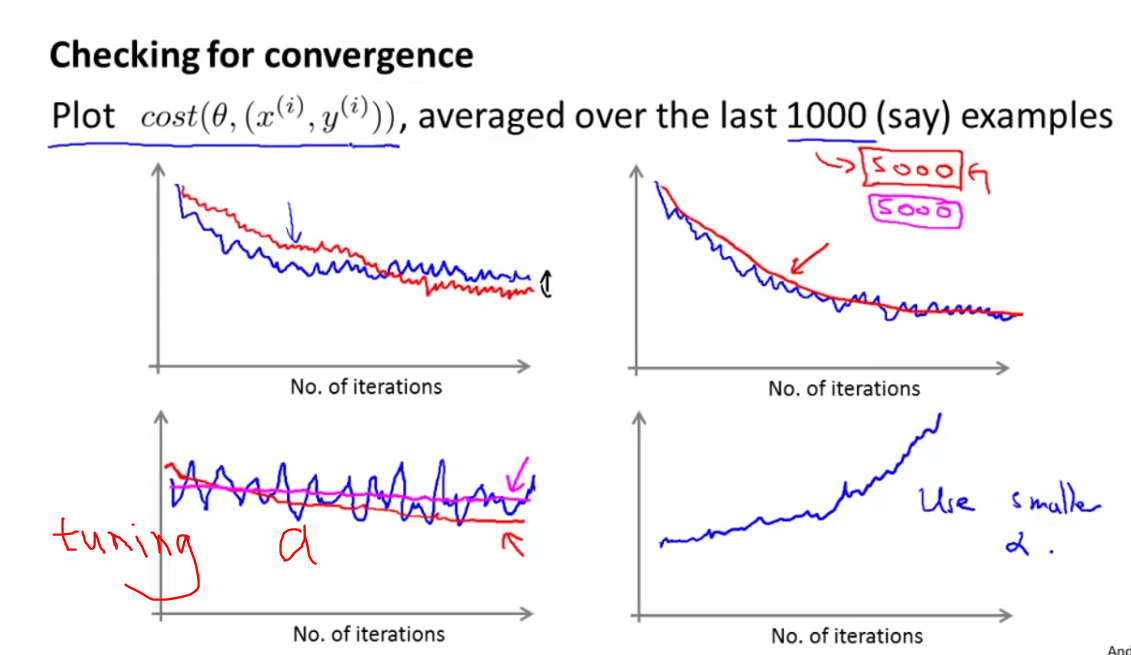 Checking for convergence
Plot cost(θ, (x^(i), y^(i))), averaged over the last 1000 (say) examples
5000
5000
No. of iterations
No. of iterations
tuning a
Use smaller
α.
No. of iterations
No. of iterations
And